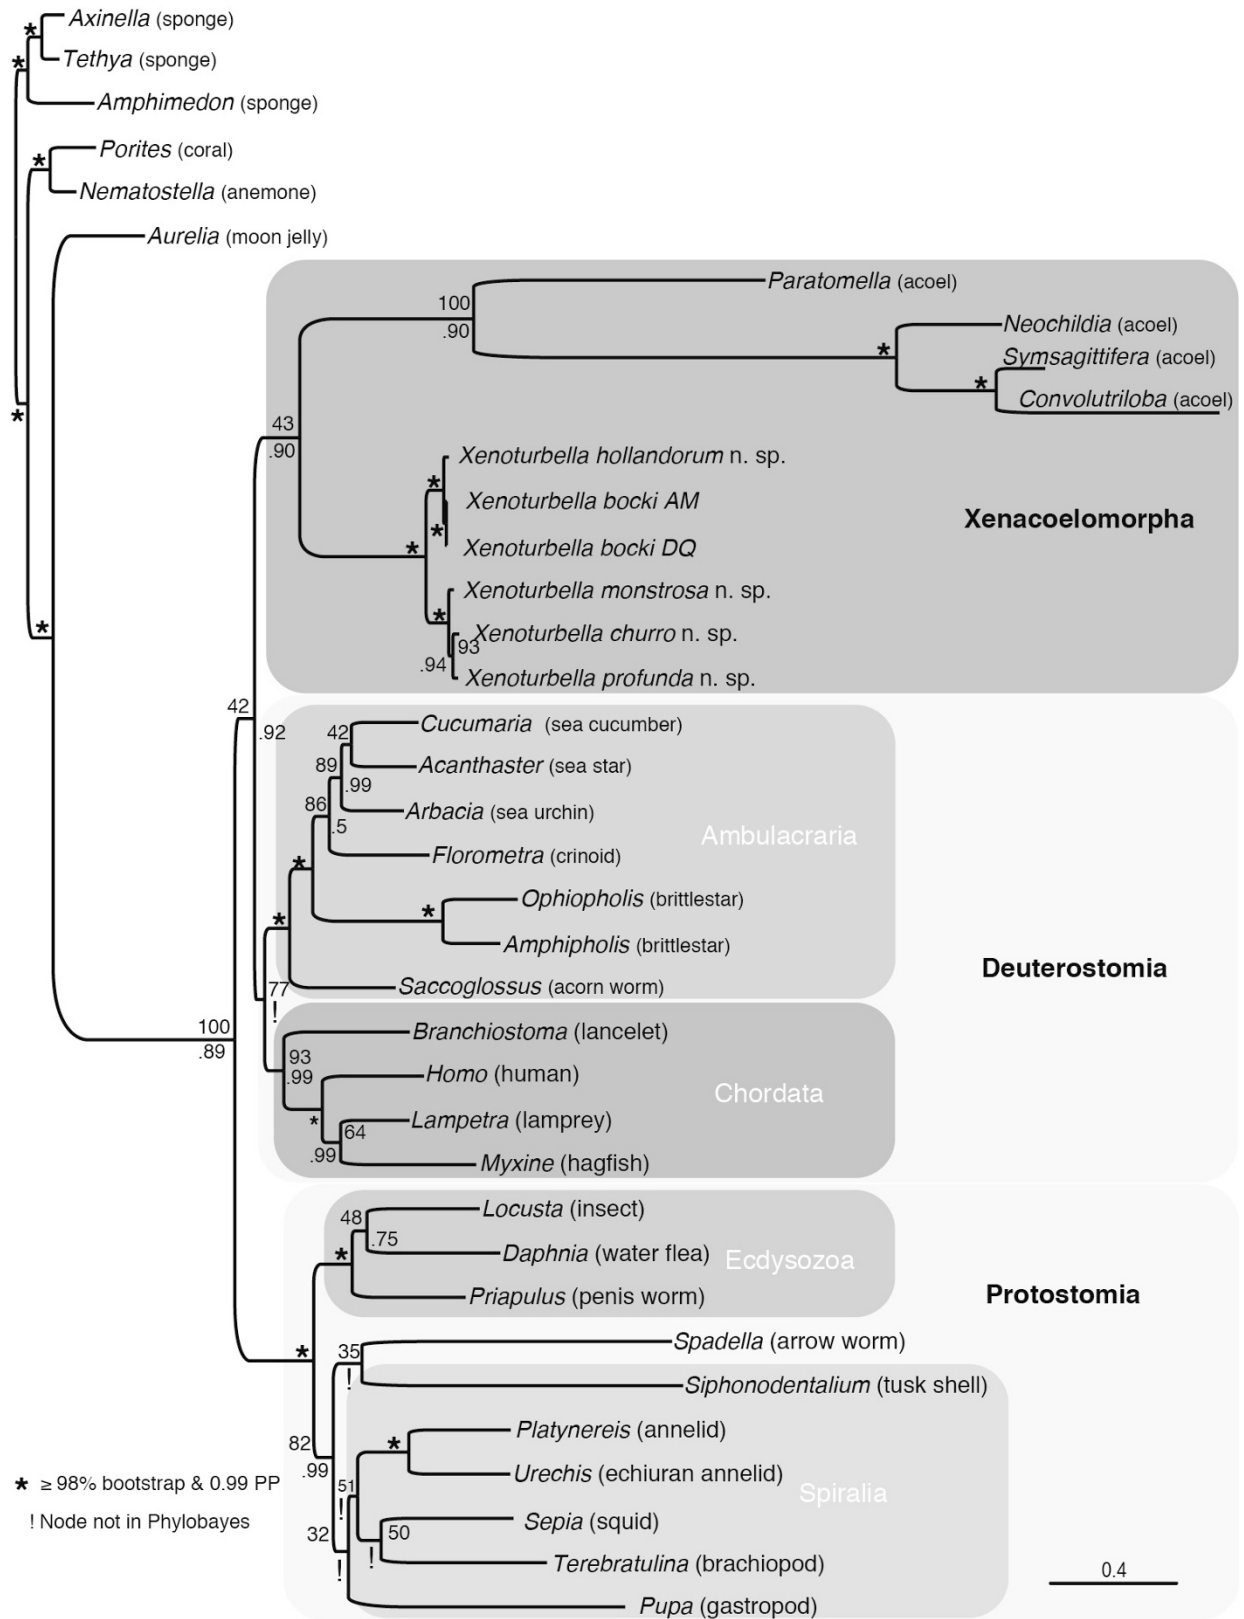 * Axinella (sponge)
* Tethya (sponge)
Amphimedon (sponge)
* Porites (coral)
Nematostella (anemone)
Aurelia (moon jelly)
Paratomella (acoel)
100
.90
Neochildia (acoel)
*
Symsagittifera (acoel)
*
Convolutriloba (acoel)
*
43
.90
Xenoturbella hollandorum n. sp.
*
Xenoturbella bocki AM
Xenacoelomorpha
*
Xenoturbella bocki DQ
*
Xenoturbella monstrosa n. sp.
*
Xenoturbella churro n. sp.
*
93
.94
Xenoturbella profunda n. sp.
42
.92
Cucumaria (sea cucumber)
42
Acanthaster (sea star)
89
.99
Arbacia (sea urchin)
86
.5
Ambulacraria
Florometra (crinoid)
*
Ophiopholis (brittlestar)
*
*
Amphipholis (brittlestar)
Deuterostomia
Saccoglossus (acorn worm)
77
!
100
.89
Branchiostoma (lancelet)
93
.99
Homo (human)
Chordata
*
Lampetra (lamprey)
64
.99
Myxine (hagfish)
Locusta (insect)
48
.75
Daphnia (water flea)
*
Ecdysozoa
Priapulus (penis worm)
Protostomia
*
Spadella (arrow worm)
35
!
Siphonodentalium (tusk shell)
Platynereis (annelid)
*
82
.99
Urechis (echiuran annelid)
51
!
Spiralia
* ≥ 98% bootstrap & 0.99 PP
! Node not in Phylobayes
Sepia (squid)
50
!
32
!
Terebratulina (brachiopod)
0.4
Pupa (gastropod)